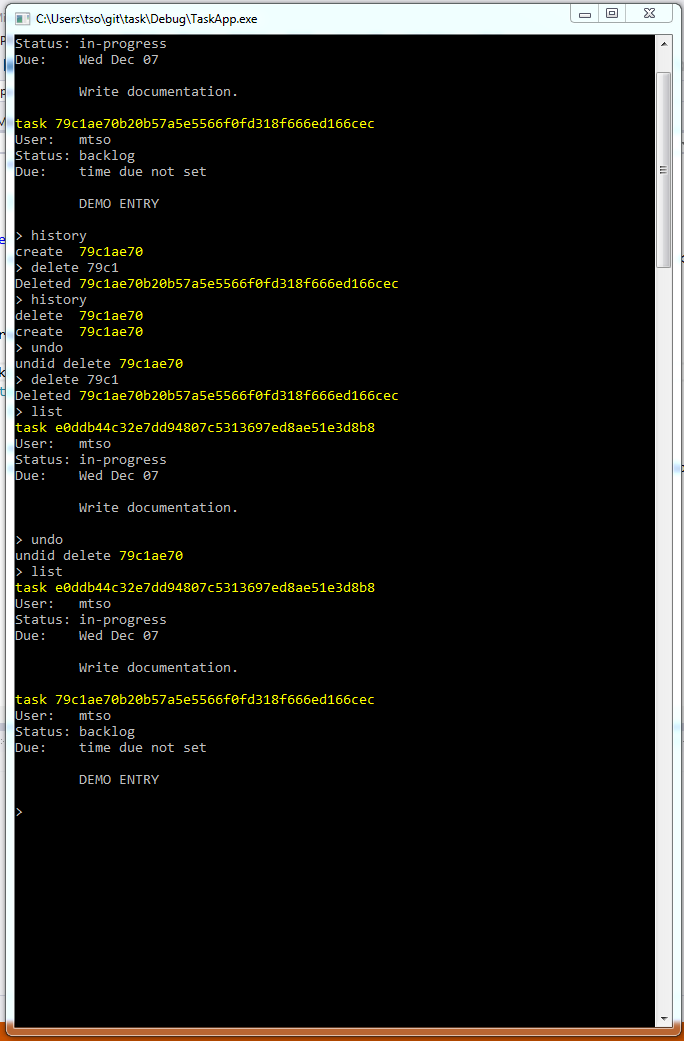 C:\Users\tso\git\task\Debug\TaskApp.exe
Status: in-progress
Due:    Wed Dec 07
        Write documentation.
task 79c1ae70b20b57a5e5566f0fd318f666ed166cec
User:   mtso
Status: backlog
Due:    time due not set
        DEMO ENTRY
> history
create  79c1ae70
> delete 79c1
Deleted 79c1ae70b20b57a5e5566f0fd318f666ed166cec
> history
delete  79c1ae70
create  79c1ae70
> undo
undid delete 79c1ae70
> delete 79c1
Deleted 79c1ae70b20b57a5e5566f0fd318f666ed166cec
> list
task e0ddb44c32e7dd94807c5313697ed8ae51e3d8b8
User:   mtso
Status: in-progress
Due:    Wed Dec 07
        Write documentation.
> undo
undid delete 79c1ae70
> list
task e0ddb44c32e7dd94807c5313697ed8ae51e3d8b8
User:   mtso
Status: in-progress
Due:    Wed Dec 07
        Write documentation.
task 79c1ae70b20b57a5e5566f0fd318f666ed166cec
User:   mtso
Status: backlog
Due:    time due not set
        DEMO ENTRY
>